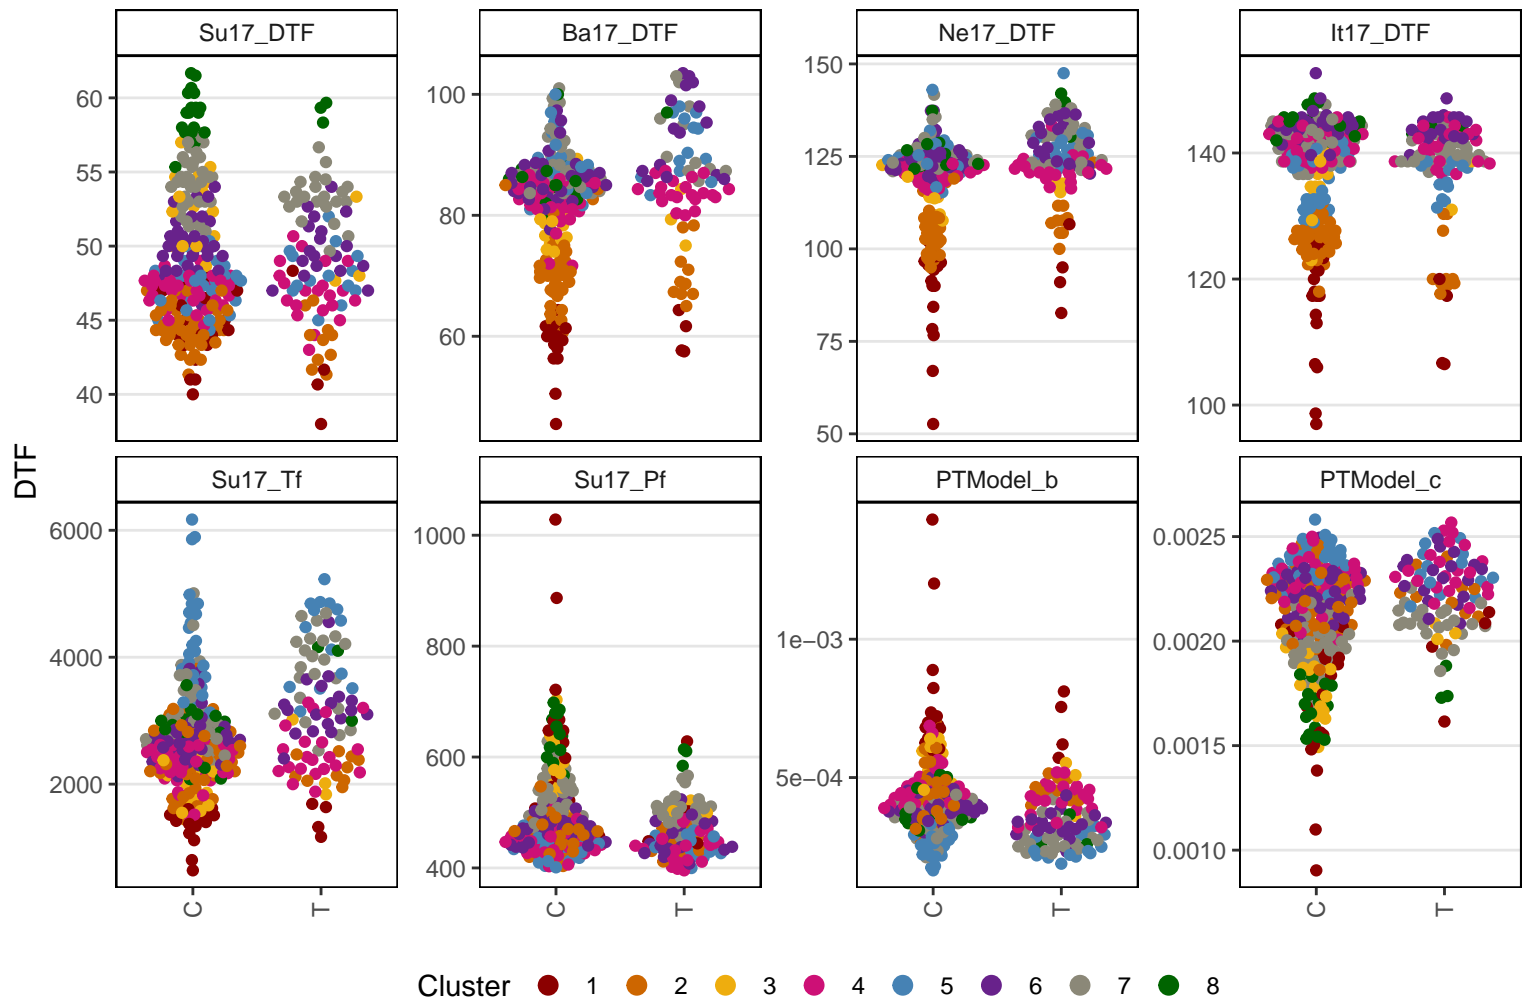 Su17_DTF
Ba17_DTF
Ne17_DTF
It17_DTF
60
55
50
45
40
100
80
60
150
125
100
75
50
140
120
100
DTF
Su17_Tf
Su17_Pf
PTModel_b
PTModel_c
6000
4000
2000
1000
800
600
400
1e−03
5e−04
0.0025
0.0020
0.0015
0.0010
C T
C T
C T
C T
Cluster 1 2 3 4 5 6 7 8